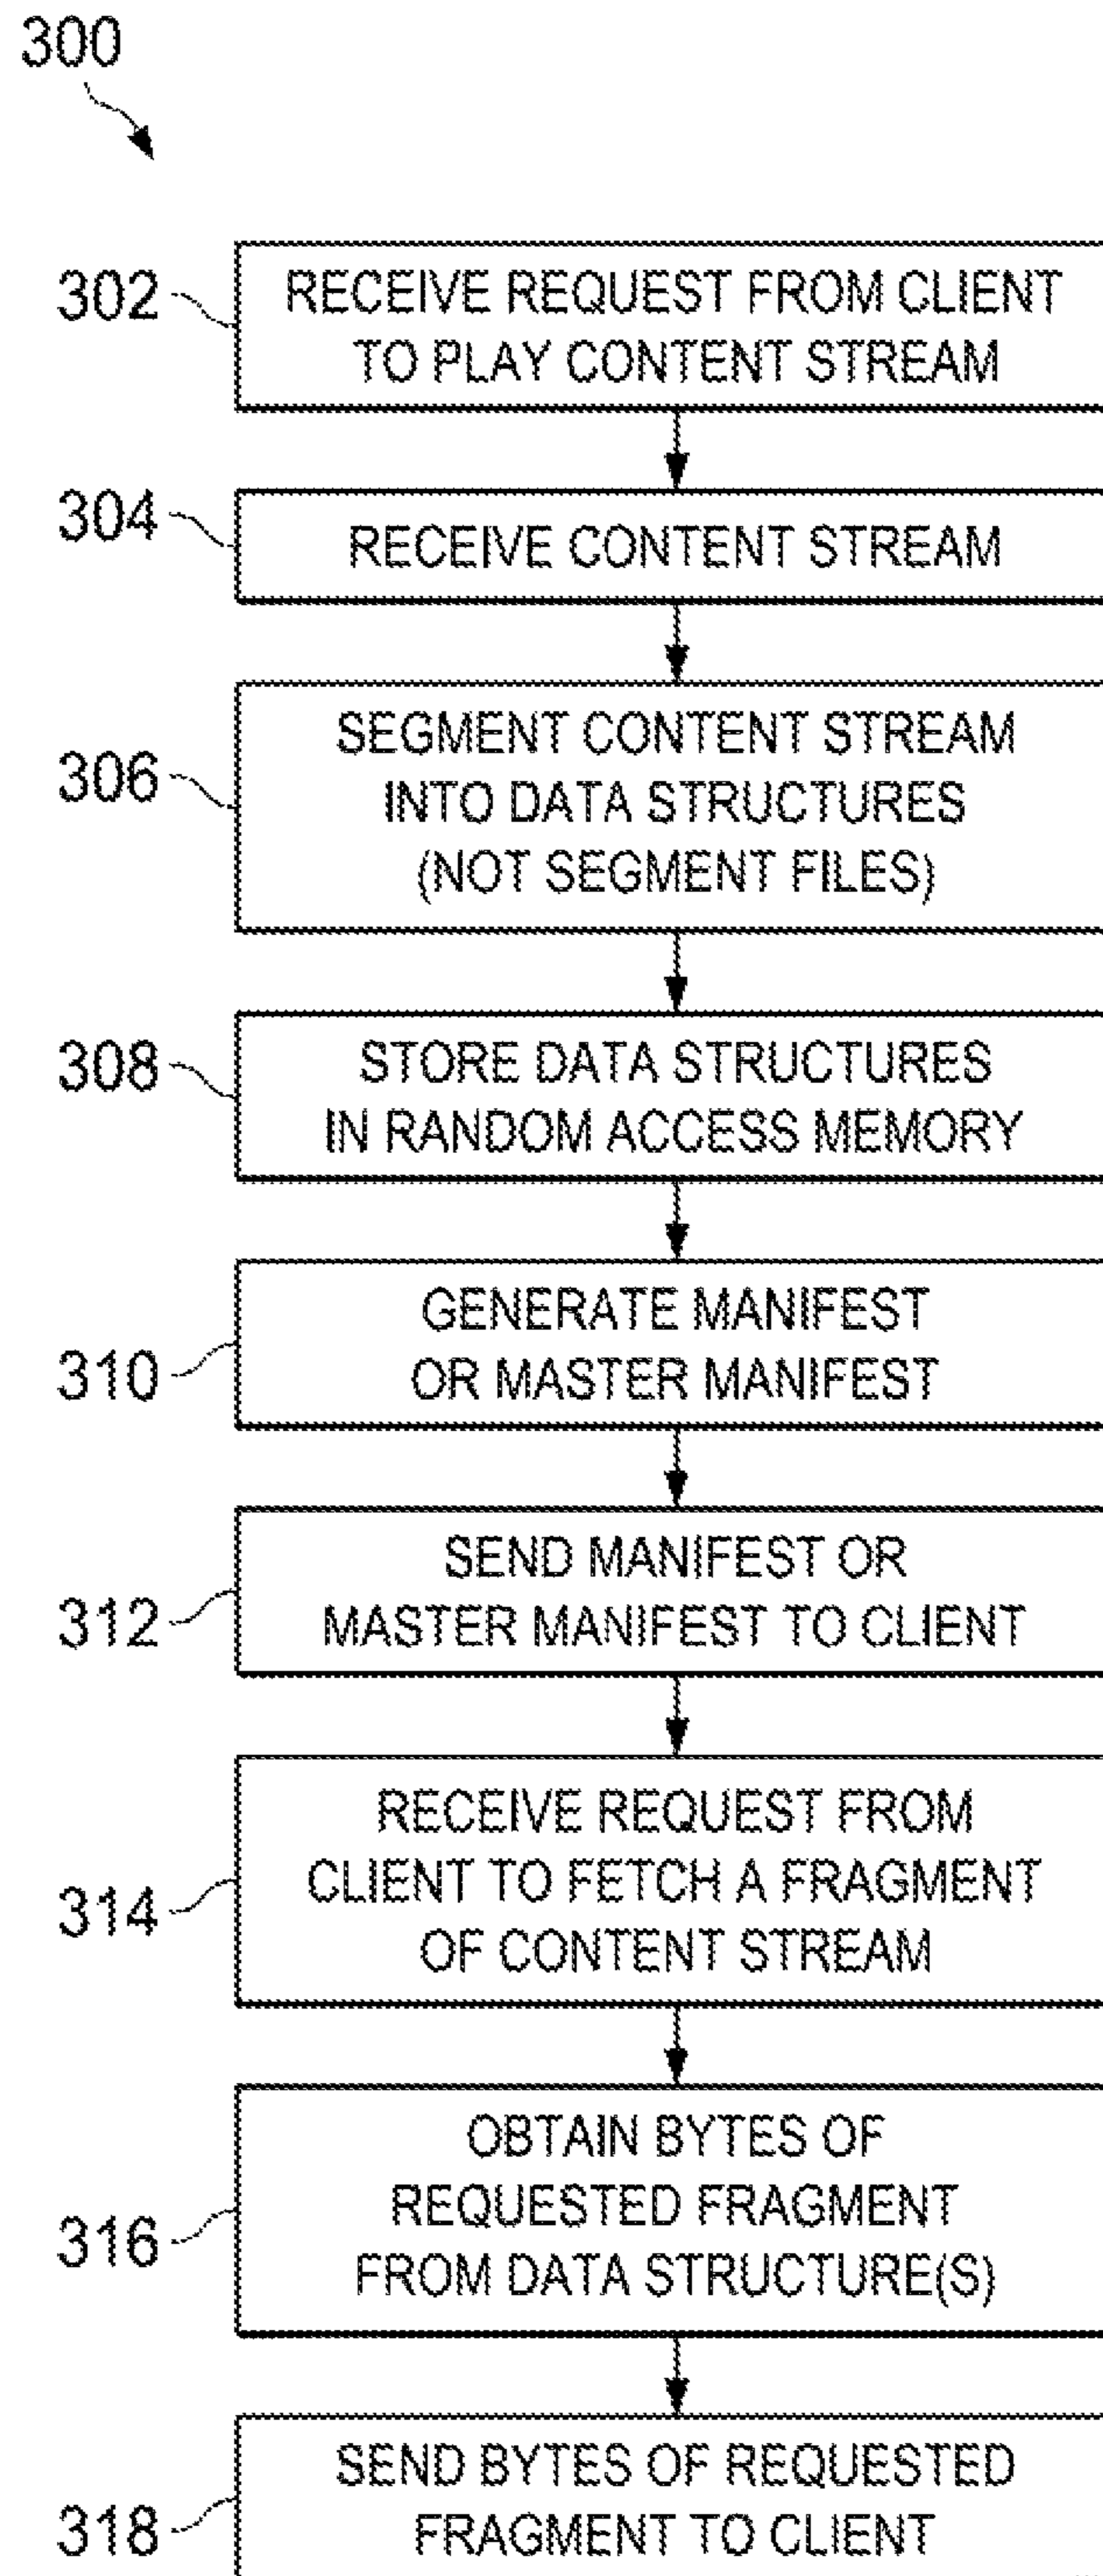 300
302
RECEIVE REQUEST FROM CLIENT
TO PLAY CONTENT STREAM
304
RECEIVE CONTENT STREAM
306
SEGMENT CONTENT STREAM
INTO DATA STRUCTURES
(NOT SEGMENT FILES)
308
STORE DATA STRUCTURES
IN RANDOM ACCESS MEMORY
310
GENERATE MANIFEST
OR MASTER MANIFEST
312
SEND MANIFEST OR
MASTER MANIFEST TO CLIENT
314
RECEIVE REQUEST FROM
CLIENT TO FETCH A FRAGMENT
OF CONTENT STREAM
316
OBTAIN BYTES OF
REQUESTED FRAGMENT
FROM DATA STRUCTURE(S)
318
SEND BYTES OF REQUESTED
FRAGMENT TO CLIENT